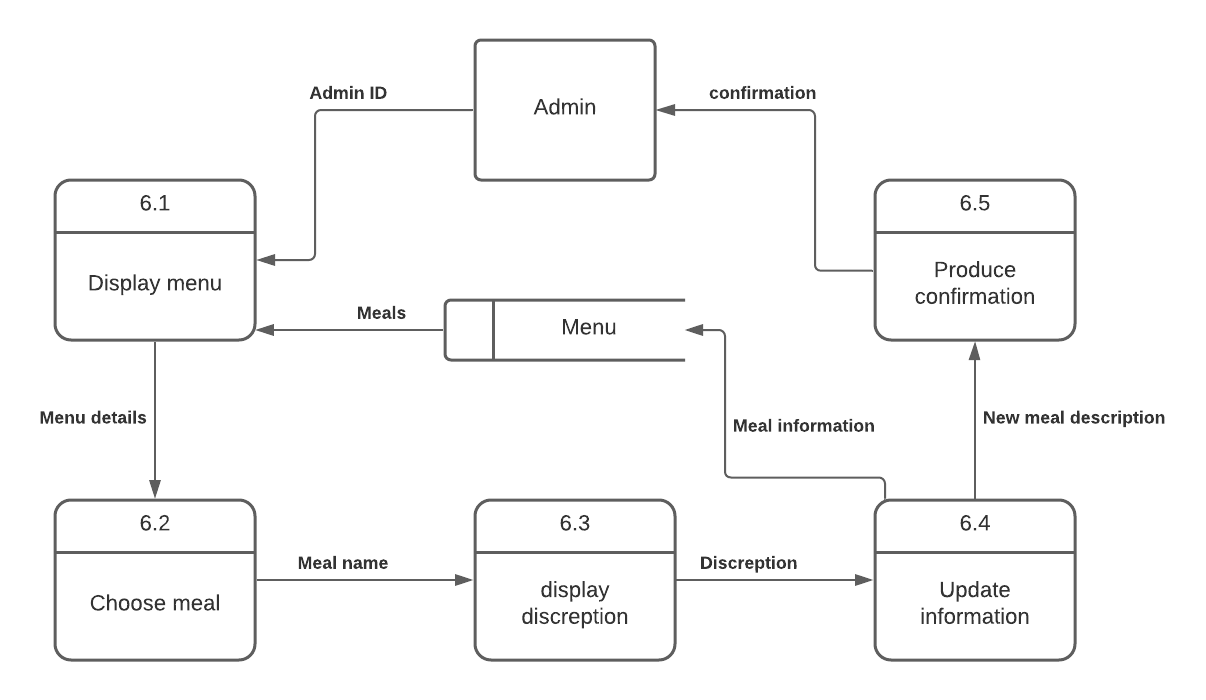 Admin ID
confirmation
Admin
6.1
Display menu
6.5
Produce
confirmation
Meals
Menu
Menu details
Meal information
New meal description
6.2
Choose meal
Meal name
6.3
display
discreption
Discreption
6.4
Update
information